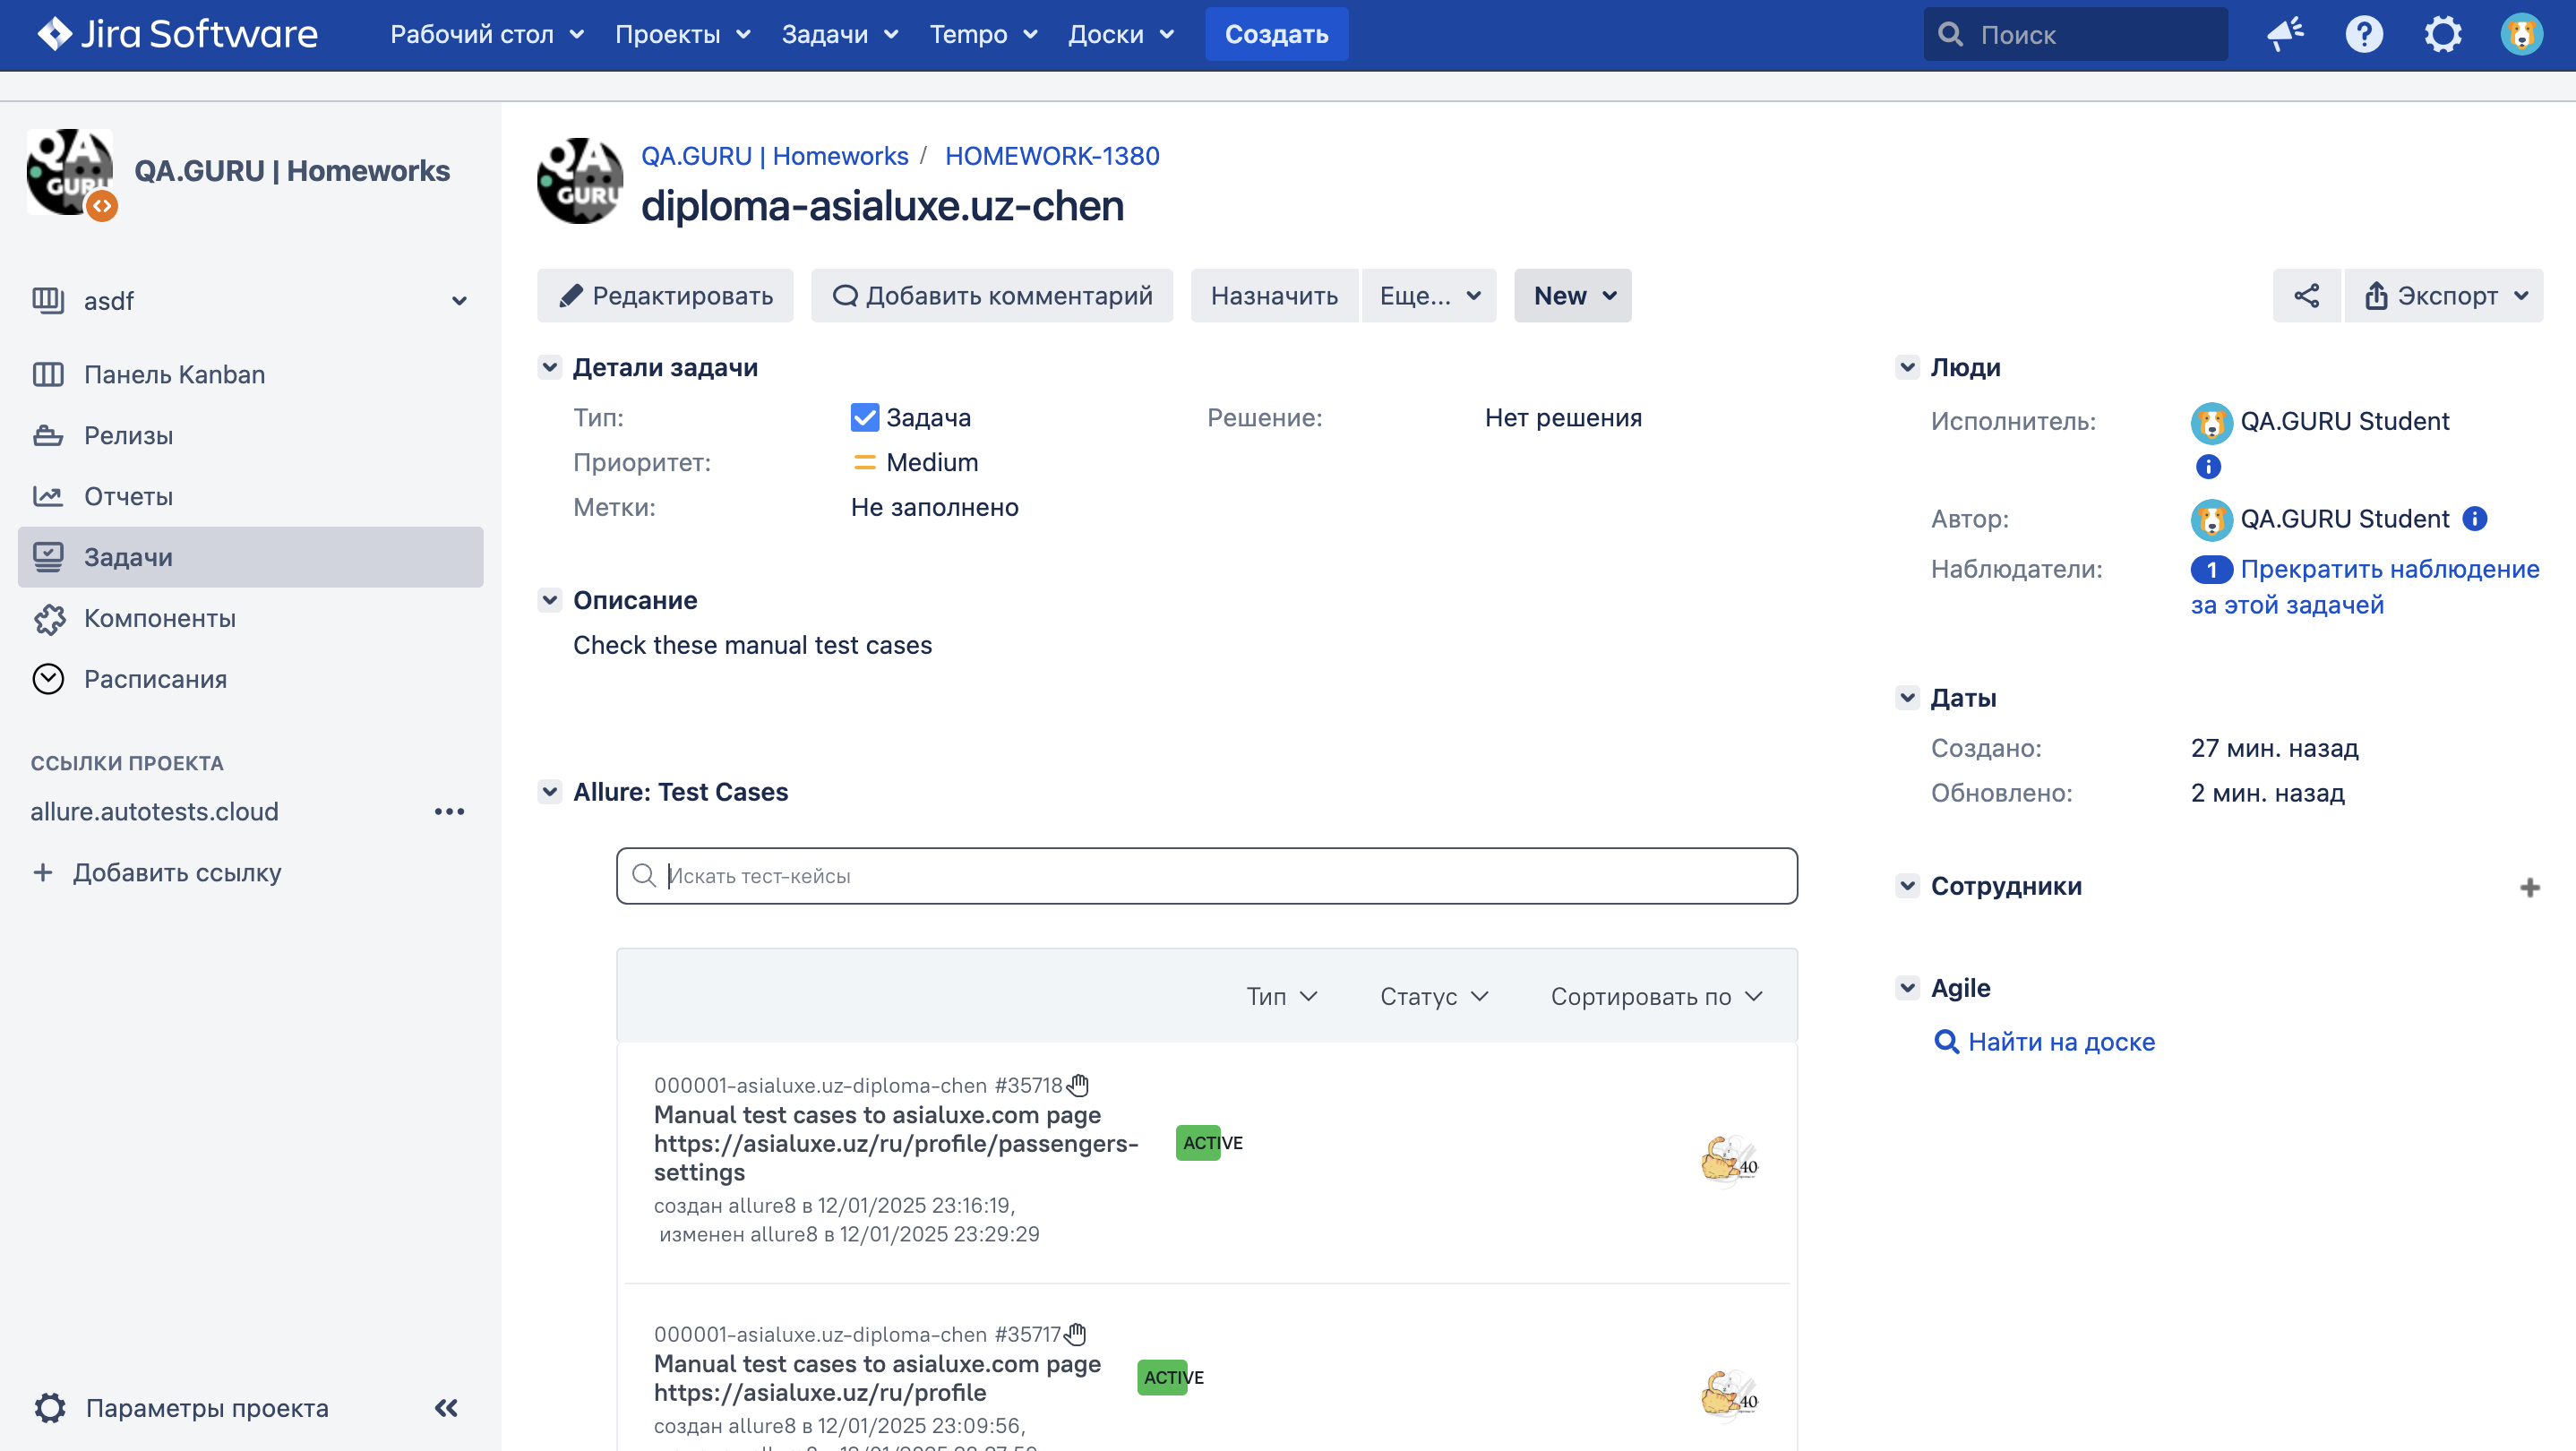 Jira Software
Рабочий стол
Проекты
Задачи
Tempo
Доски
Создать
Поиск
QA.GURU | Homeworks
asdf
Панель Kanban
Релизы
Отчеты
Задачи
Компоненты
Расписания
ССЫЛКИ ПРОЕКТА
allure.autotests.cloud
Добавить ссылку
Параметры проекта
QA GURU
QA.GURU | Homeworks / HOMEWORK-1380
diploma-asialuxe.uz-chen
Редактировать
Добавить комментарий
Назначить
Еще...
New
Экспорт
Детали задачи
Тип: Задача
Решение: Нет решения
Приоритет: Medium
Метки: Не заполнено
Описание
Check these manual test cases
Allure: Test Cases
Искать тест-кейсы
Тип
Статус
Сортировать по
000001-asialuxe.uz-diploma-chen #35718
Manual test cases to asialuxe.com page
https://asialuxe.uz/ru/profile/passengers-
settings
ACTIVE
40
создан allure8 в 12/01/2025 23:16:19,
изменен allure8 в 12/01/2025 23:29:29
000001-asialuxe.uz-diploma-chen #35717
Manual test cases to asialuxe.com page
https://asialuxe.uz/ru/profile
ACTIVE
40
создан allure8 в 12/01/2025 23:09:56,
Люди
Исполнитель: QA.GURU Student
Автор: QA.GURU Student
Наблюдатели: 1 Прекратить наблюдение
за этой задачей
Даты
Создано: 27 мин. назад
Обновлено: 2 мин. назад
Сотрудники
Agile
Найти на доске